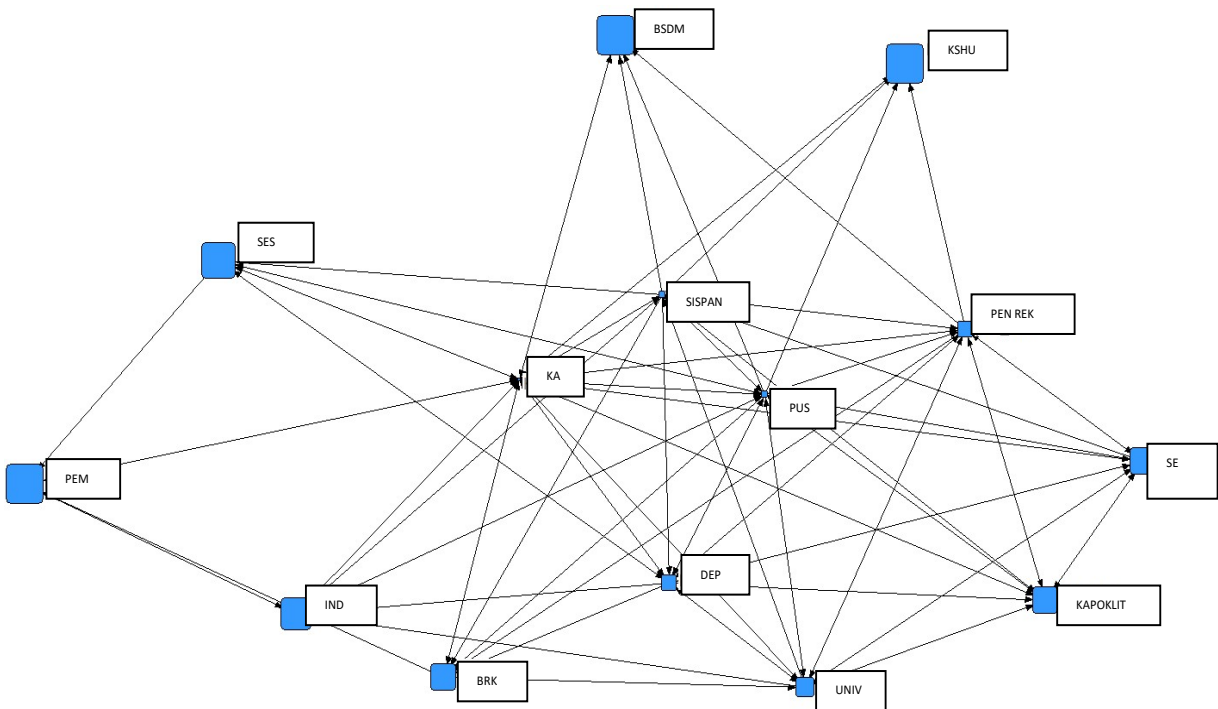 BSDM
KSHU
SES
SISPAN
PEN REK
KA
PUS
SE
PEM
DEP
IND
KAPOKLIT
BRK
UNIV